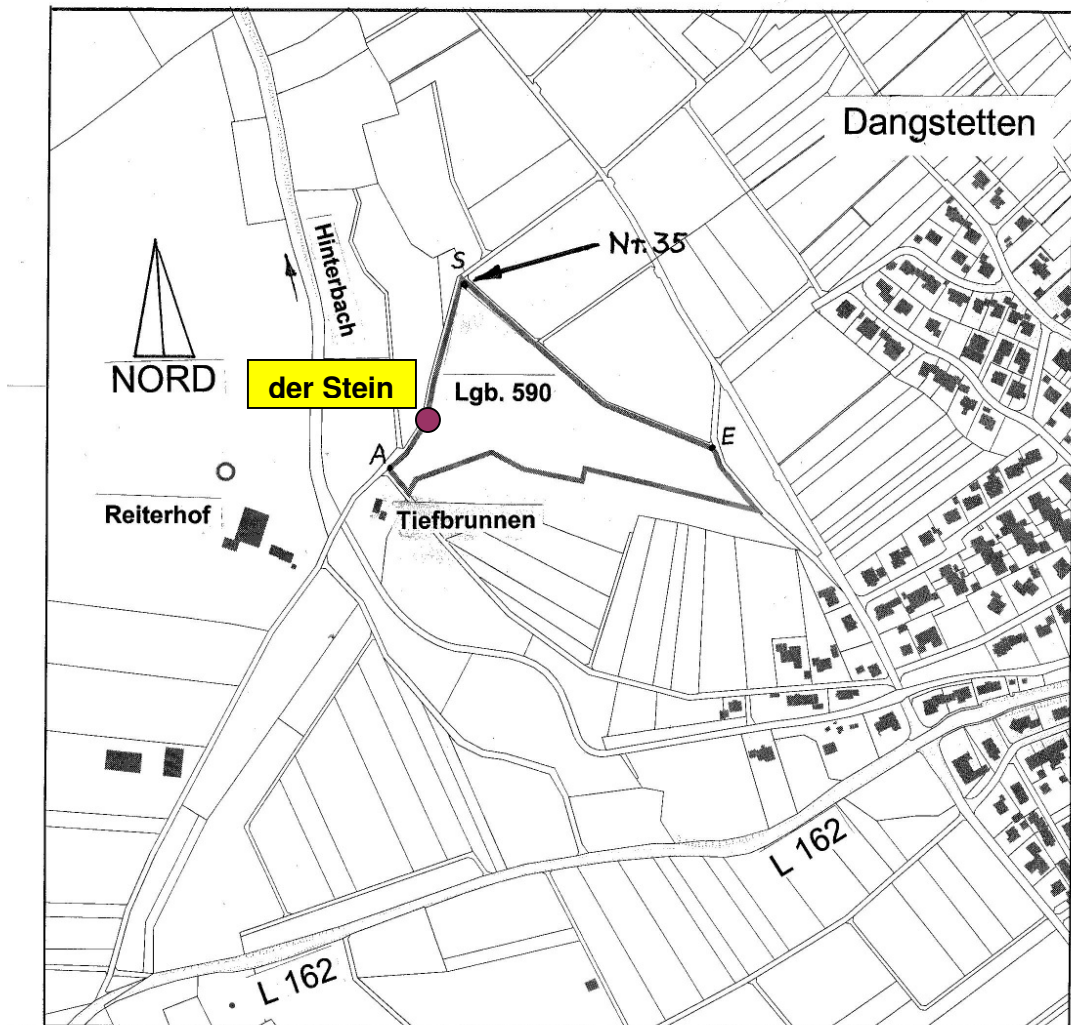 Dangstetten
Hinterbach
S
Nr. 35
NORD
der Stein
Lgb. 590
A
E
Reiterhof
Tiefbrunnen
L 162
L 162